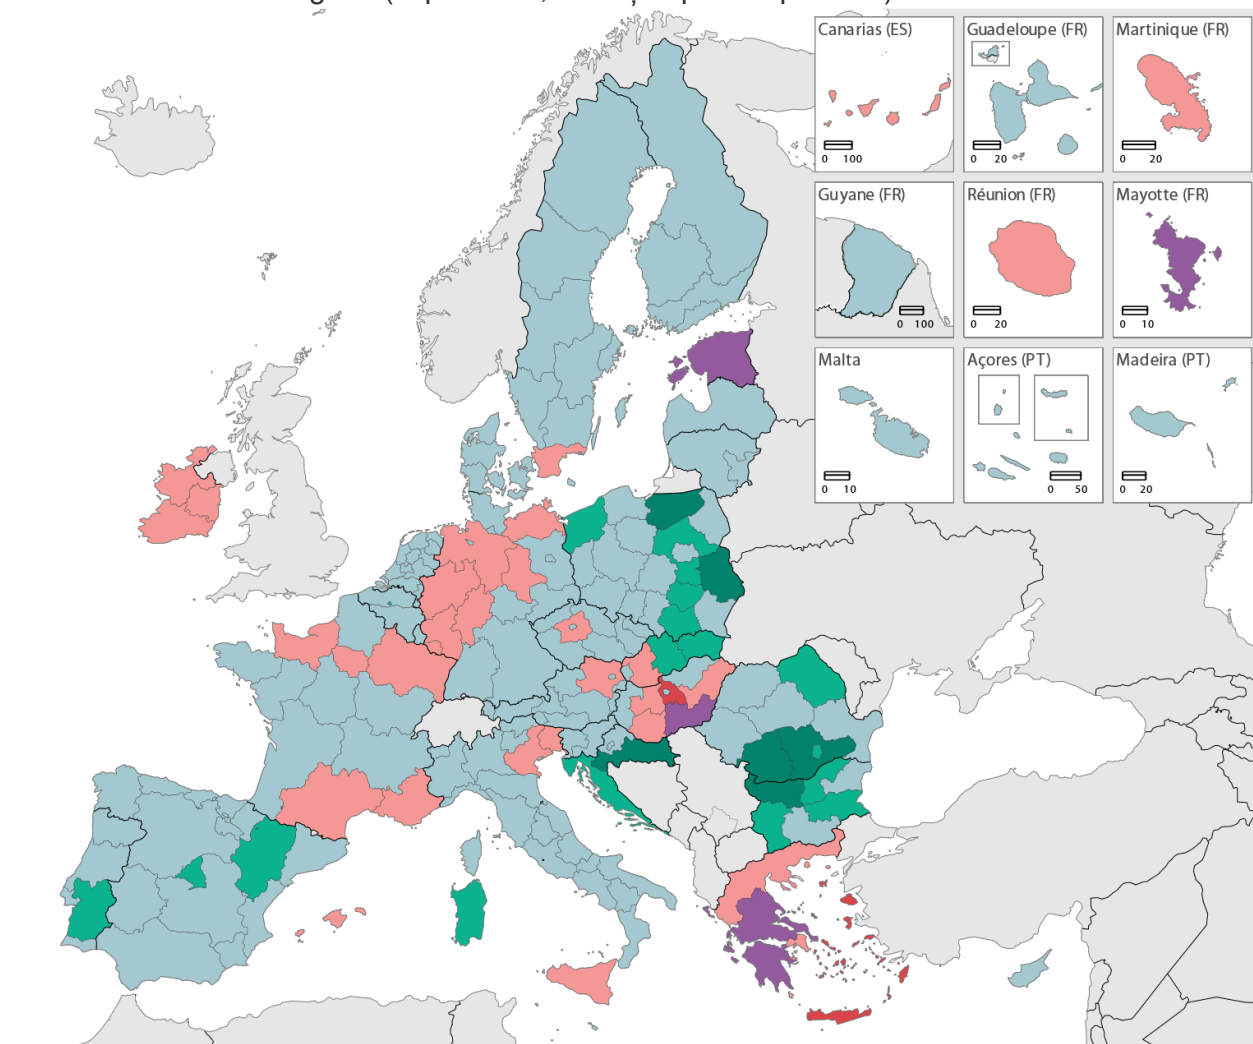 Canarias (ES)
0 100
Guadeloupe (FR)
0 20
Martinique (FR)
0 20
Guyane (FR)
0 100
Réunion (FR)
0 20
Mayotte (FR)
0 10
Malta
0 10
Açores (PT)
0 50
Madeira (PT)
0 20